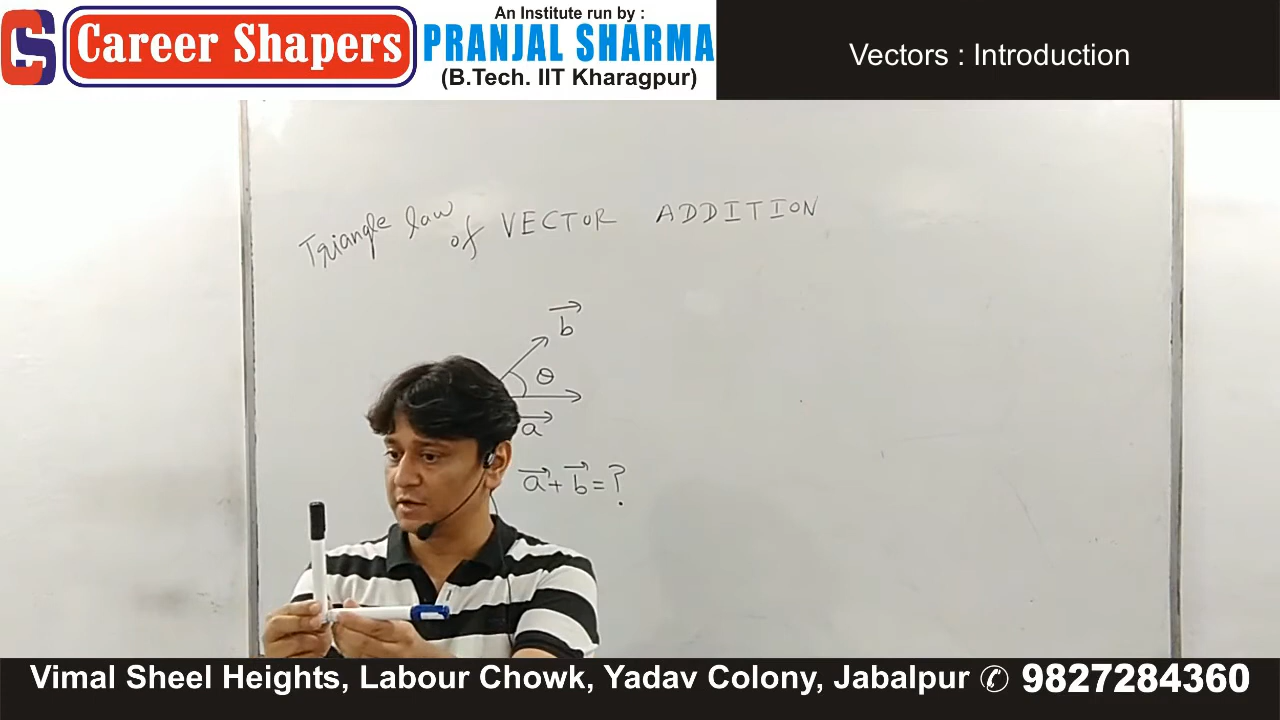 CS Career Shapers
An Institute run by :
PRANJAL SHARMA
(B.Tech. IIT Kharagpur)
Vectors : Introduction
Triangle law of VECTOR ADDITION
b
θ
a
a + b = ?
Vimal Sheel Heights, Labour Chowk, Yadav Colony, Jabalpur ✆ 9827284360